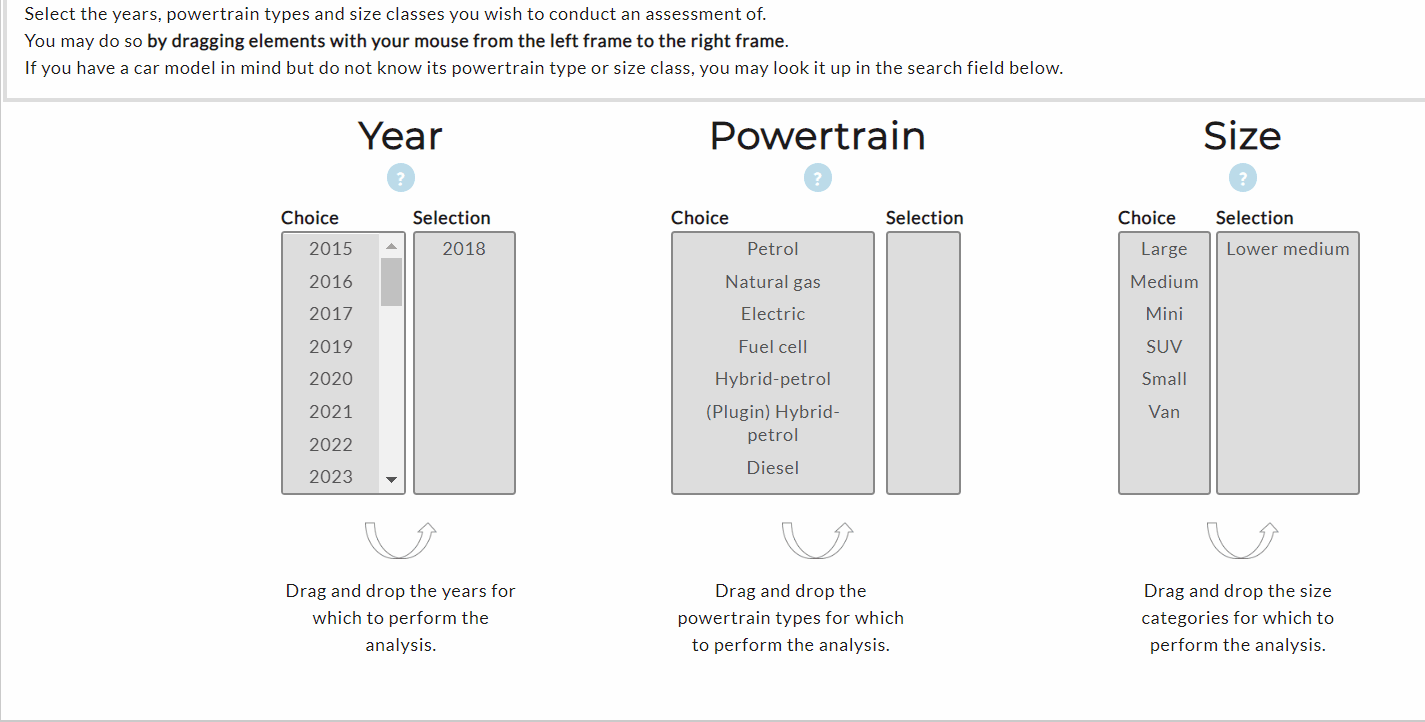 Select the years, powertrain types and size classes you wish to conduct an assessment of.
You may do so by dragging elements with your mouse from the left frame to the right frame.
If you have a car model in mind but do not know its powertrain type or size class, you may look it up in the search field below.
Year
?
Choice
Selection
2015
2016
2017
2019
2020
2021
2022
2023
2018
Drag and drop the years for
which to perform the
analysis.
Powertrain
?
Choice
Selection
Petrol
Natural gas
Electric
Fuel cell
Hybrid-petrol
(Plugin) Hybrid-
petrol
Diesel
Drag and drop the
powertrain types for which
to perform the analysis.
Size
?
Choice
Selection
Large
Medium
Mini
SUV
Small
Van
Lower medium
Drag and drop the size
categories for which to
perform the analysis.